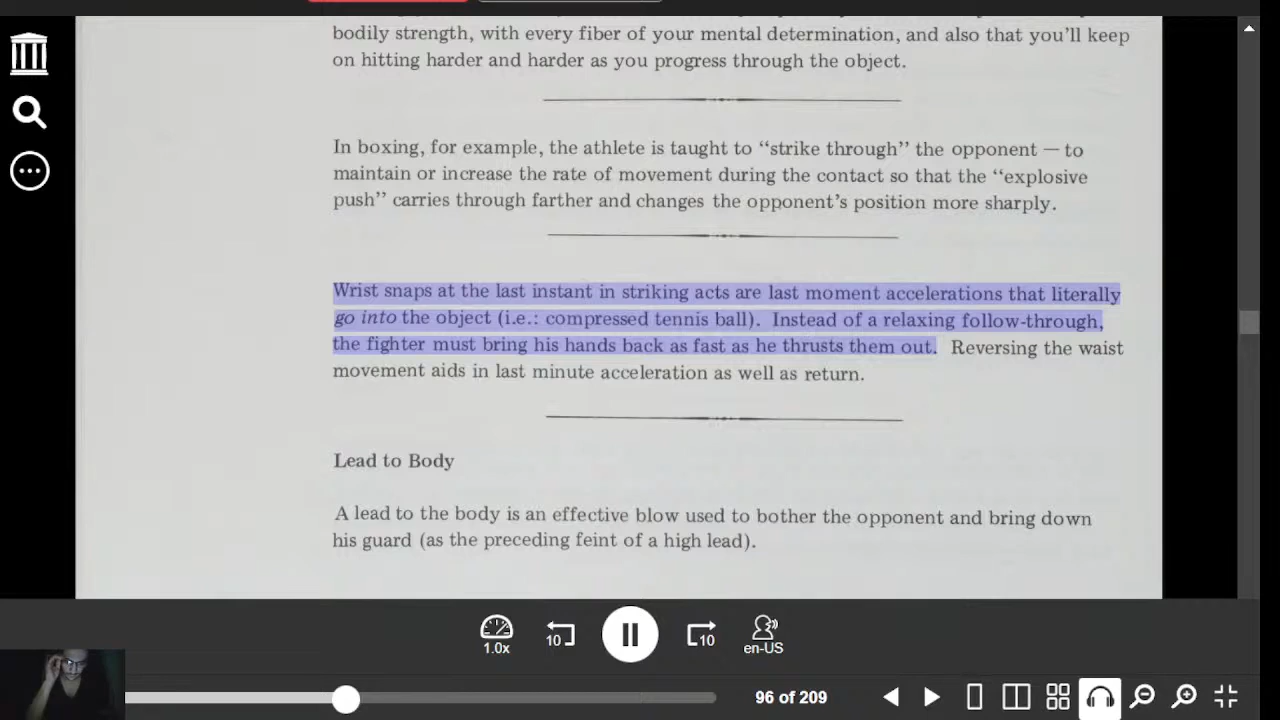 bodily strength, with every fiber of your mental determination, and also that you'll keep
on hitting harder and harder as you progress through the object.
In boxing, for example, the athlete is taught to “strike through” the opponent — to
maintain or increase the rate of movement during the contact so that the “explosive
push” carries through farther and changes the opponent's position more sharply.
Wrist snaps at the last instant in striking acts are last moment accelerations that literally
go into the object (i.e.: compressed tennis ball). Instead of a relaxing follow-through,
the fighter must bring his hands back as fast as he thrusts them out. Reversing the waist
movement aids in last minute acceleration as well as return.
Lead to Body
A lead to the body is an effective blow used to bother the opponent and bring down
his guard (as the preceding feint of a high lead).
10
10
1.0x
en-US
96 of 209